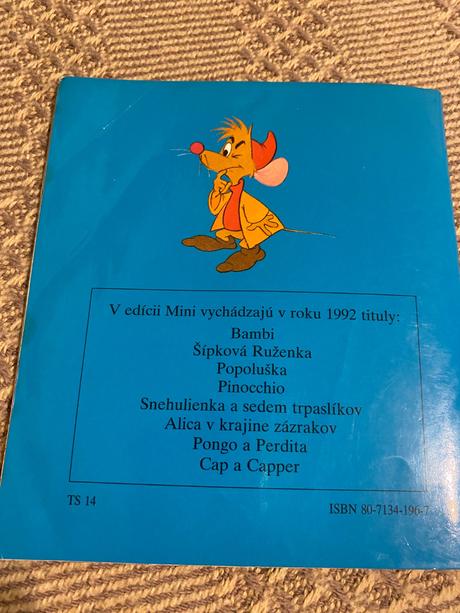 V edícii Mini vychádzajú v roku 1992 tituly:
Bambi
Šípková Ruženka
Popoluška
Pinocchio
Snehulienka a sedem trpaslíkov
Alica v krajine zázrakov
Pongo a Perdita
Cap a Capper
TS 14
ISBN 80-7134-196-7